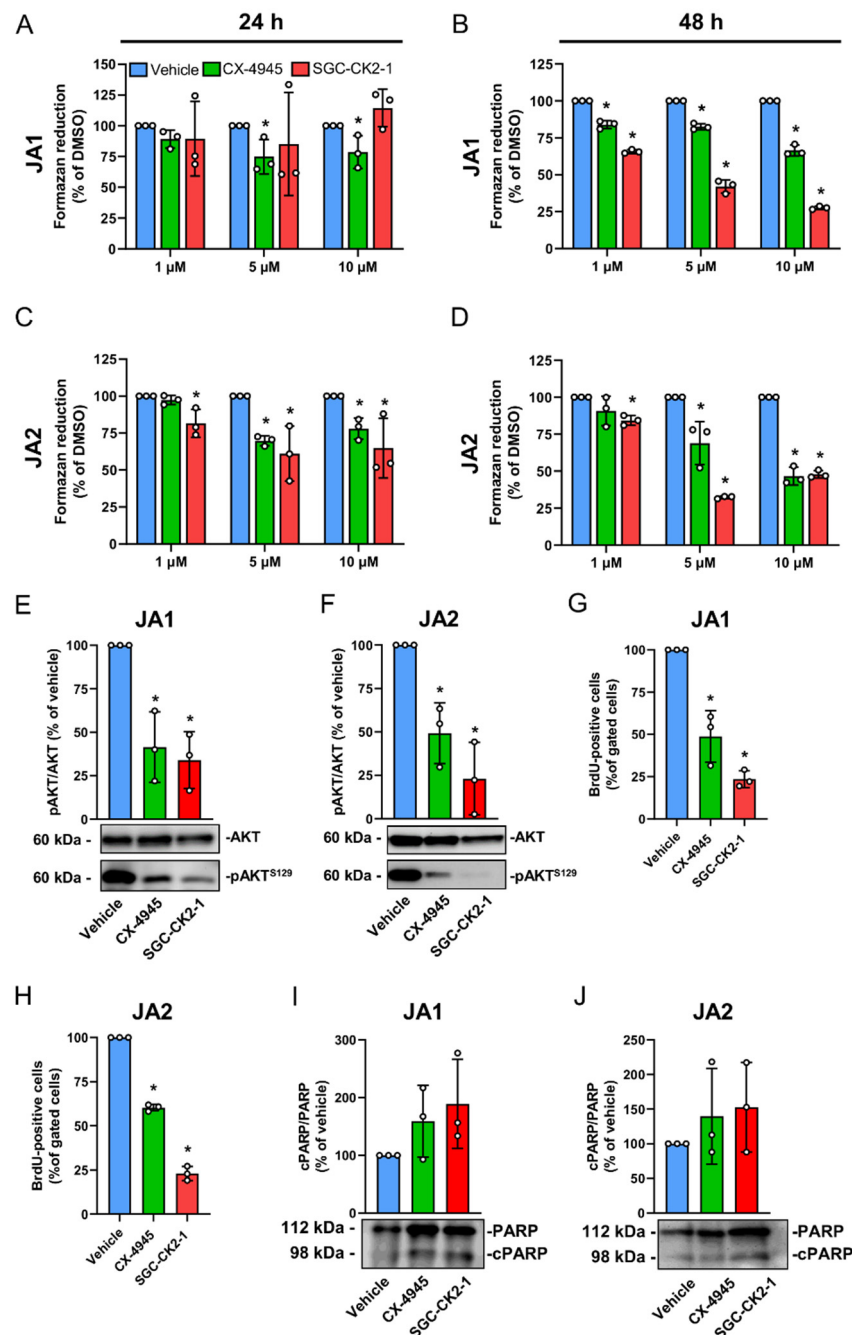 A
24 h
B
48 h
Vehicle CX-4945 SGC-CK2-1
JA1
Formazan reduction
(% of DMSO)
150
125
100
75
50
25
0
* *
1 µM 5 µM 10 µM
JA1
Formazan reduction
(% of DMSO)
125
100
75
50
25
0
* * * * * *
1 µM 5 µM 10 µM
C
D
JA2
Formazan reduction
(% of DMSO)
125
100
75
50
25
0
* * * * *
1 µM 5 µM 10 µM
JA2
Formazan reduction
(% of DMSO)
125
100
75
50
25
0
* * * * *
1 µM 5 µM 10 µM
E
JA1
pAKT/AKT (% of vehicle)
100
75
50
25
0
* *
60 kDa - -AKT
60 kDa - -pAKTS129
Vehicle
CX-4945
SGC-CK2-1
F
JA2
pAKT/AKT (% of vehicle)
100
75
50
25
0
* *
60 kDa - -AKT
60 kDa - -pAKTS129
Vehicle
CX-4945
SGC-CK2-1
G
JA1
BrdU-positive cells
(%of gated cells)
100
75
50
25
0
* *
Vehicle
CX-4945
SGC-CK2-1
H
JA2
BrdU-positive cells
(%of gated cells)
100
75
50
25
0
* *
Vehicle
CX-4945
SGC-CK2-1
I
JA1
cPARP/PARP
(% of vehicle)
300
200
100
0
112 kDa - -PARP
98 kDa - -cPARP
Vehicle
CX-4945
SGC-CK2-1
J
JA2
cPARP/PARP
(% of vehicle)
250
200
150
100
50
0
112 kDa - -PARP
98 kDa - -cPARP
Vehicle
CX-4945
SGC-CK2-1